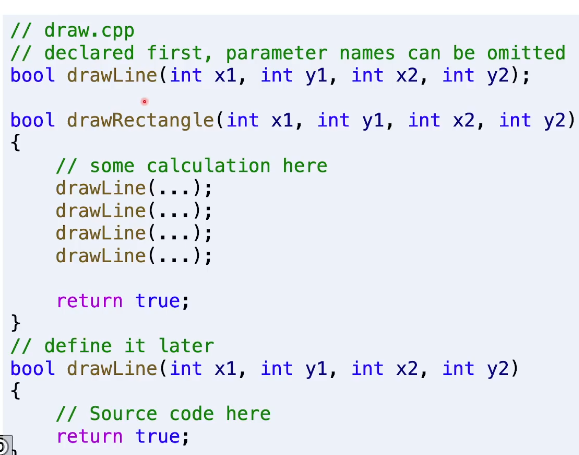 // draw.cpp
// declared first, parameter names can be omitted
bool drawLine(int x1, int y1, int x2, int y2);
bool drawRectangle(int x1, int y1, int x2, int y2)
{
// some calculation here
drawLine(...);
drawLine(...);
drawLine(...);
drawLine(...);
return true;
}
// define it later
bool drawLine(int x1, int y1, int x2, int y2)
{
// Source code here
return true;
}